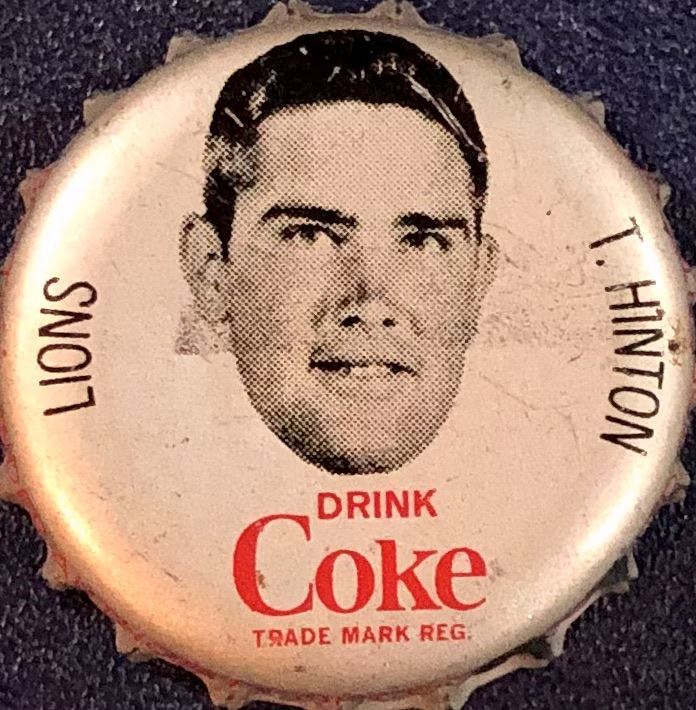 LIONS
T. HINTON
DRINK
Coke
TRADE MARK REG.